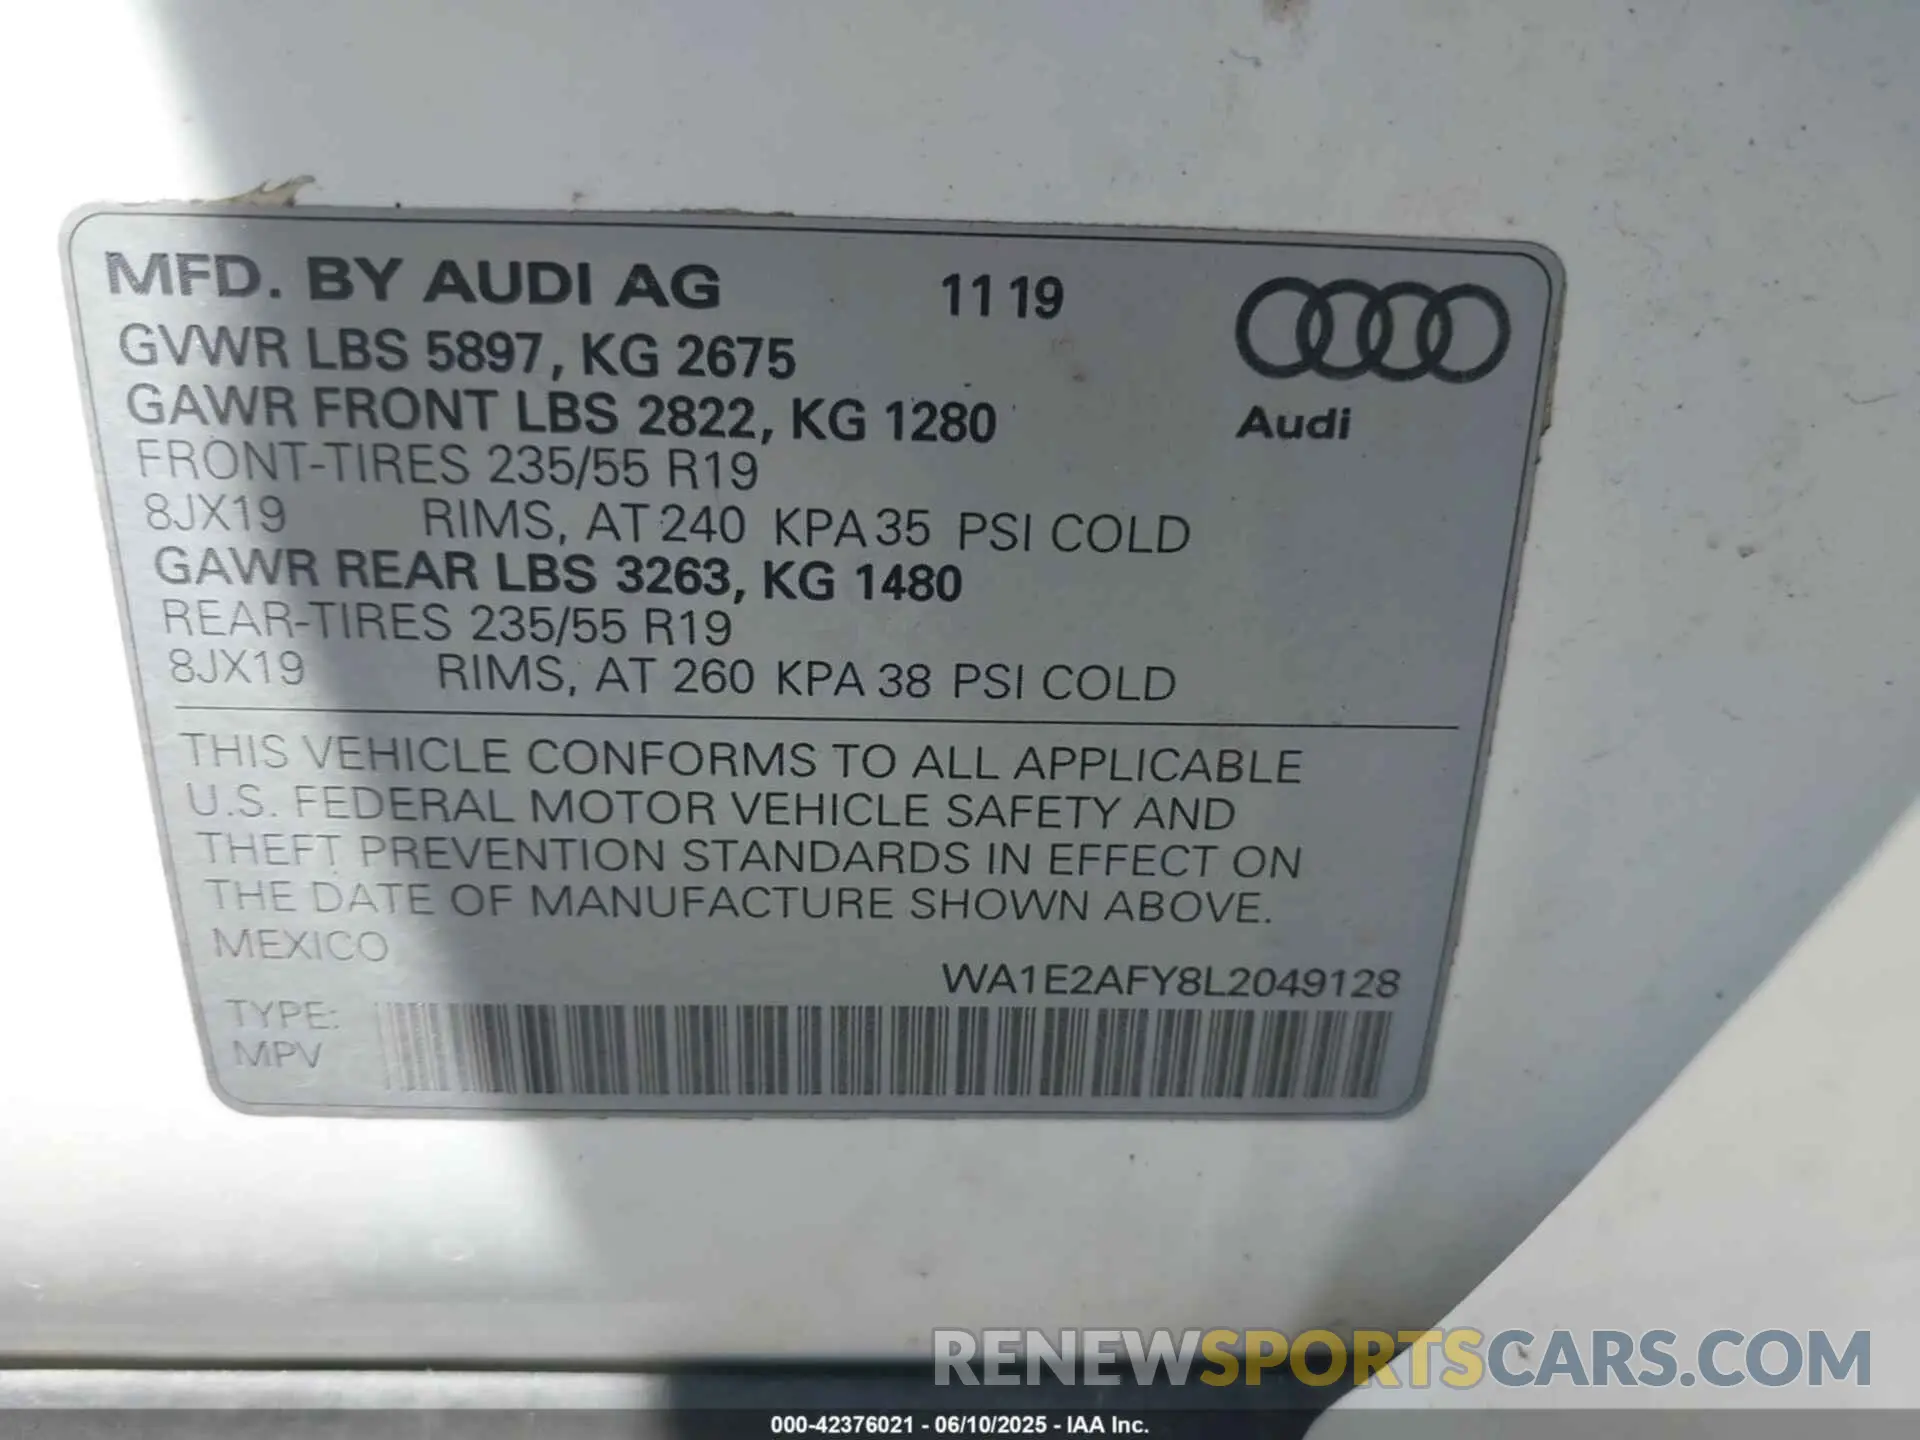 MFD. BY AUDI AG 11 19
GVWR LBS 5897, KG 2675
GAWR FRONT LBS 2822, KG 1280
Audi
FRONT-TIRES 235/55 R19
8JX19 RIMS, AT 240 KPA 35 PSI COLD
GAWR REAR LBS 3263, KG 1480
REAR-TIRES 235/55 R19
8JX19 RIMS, AT 260 KPA 38 PSI COLD
THIS VEHICLE CONFORMS TO ALL APPLICABLE
U.S. FEDERAL MOTOR VEHICLE SAFETY AND
THEFT PREVENTION STANDARDS IN EFFECT ON
THE DATE OF MANUFACTURE SHOWN ABOVE.
MEXICO
WA1E2AFY8L2049128
TYPE:
MPV
RENEWSPORTSCARS.COM
000-42376021 - 06/10/2025 - IAA Inc.